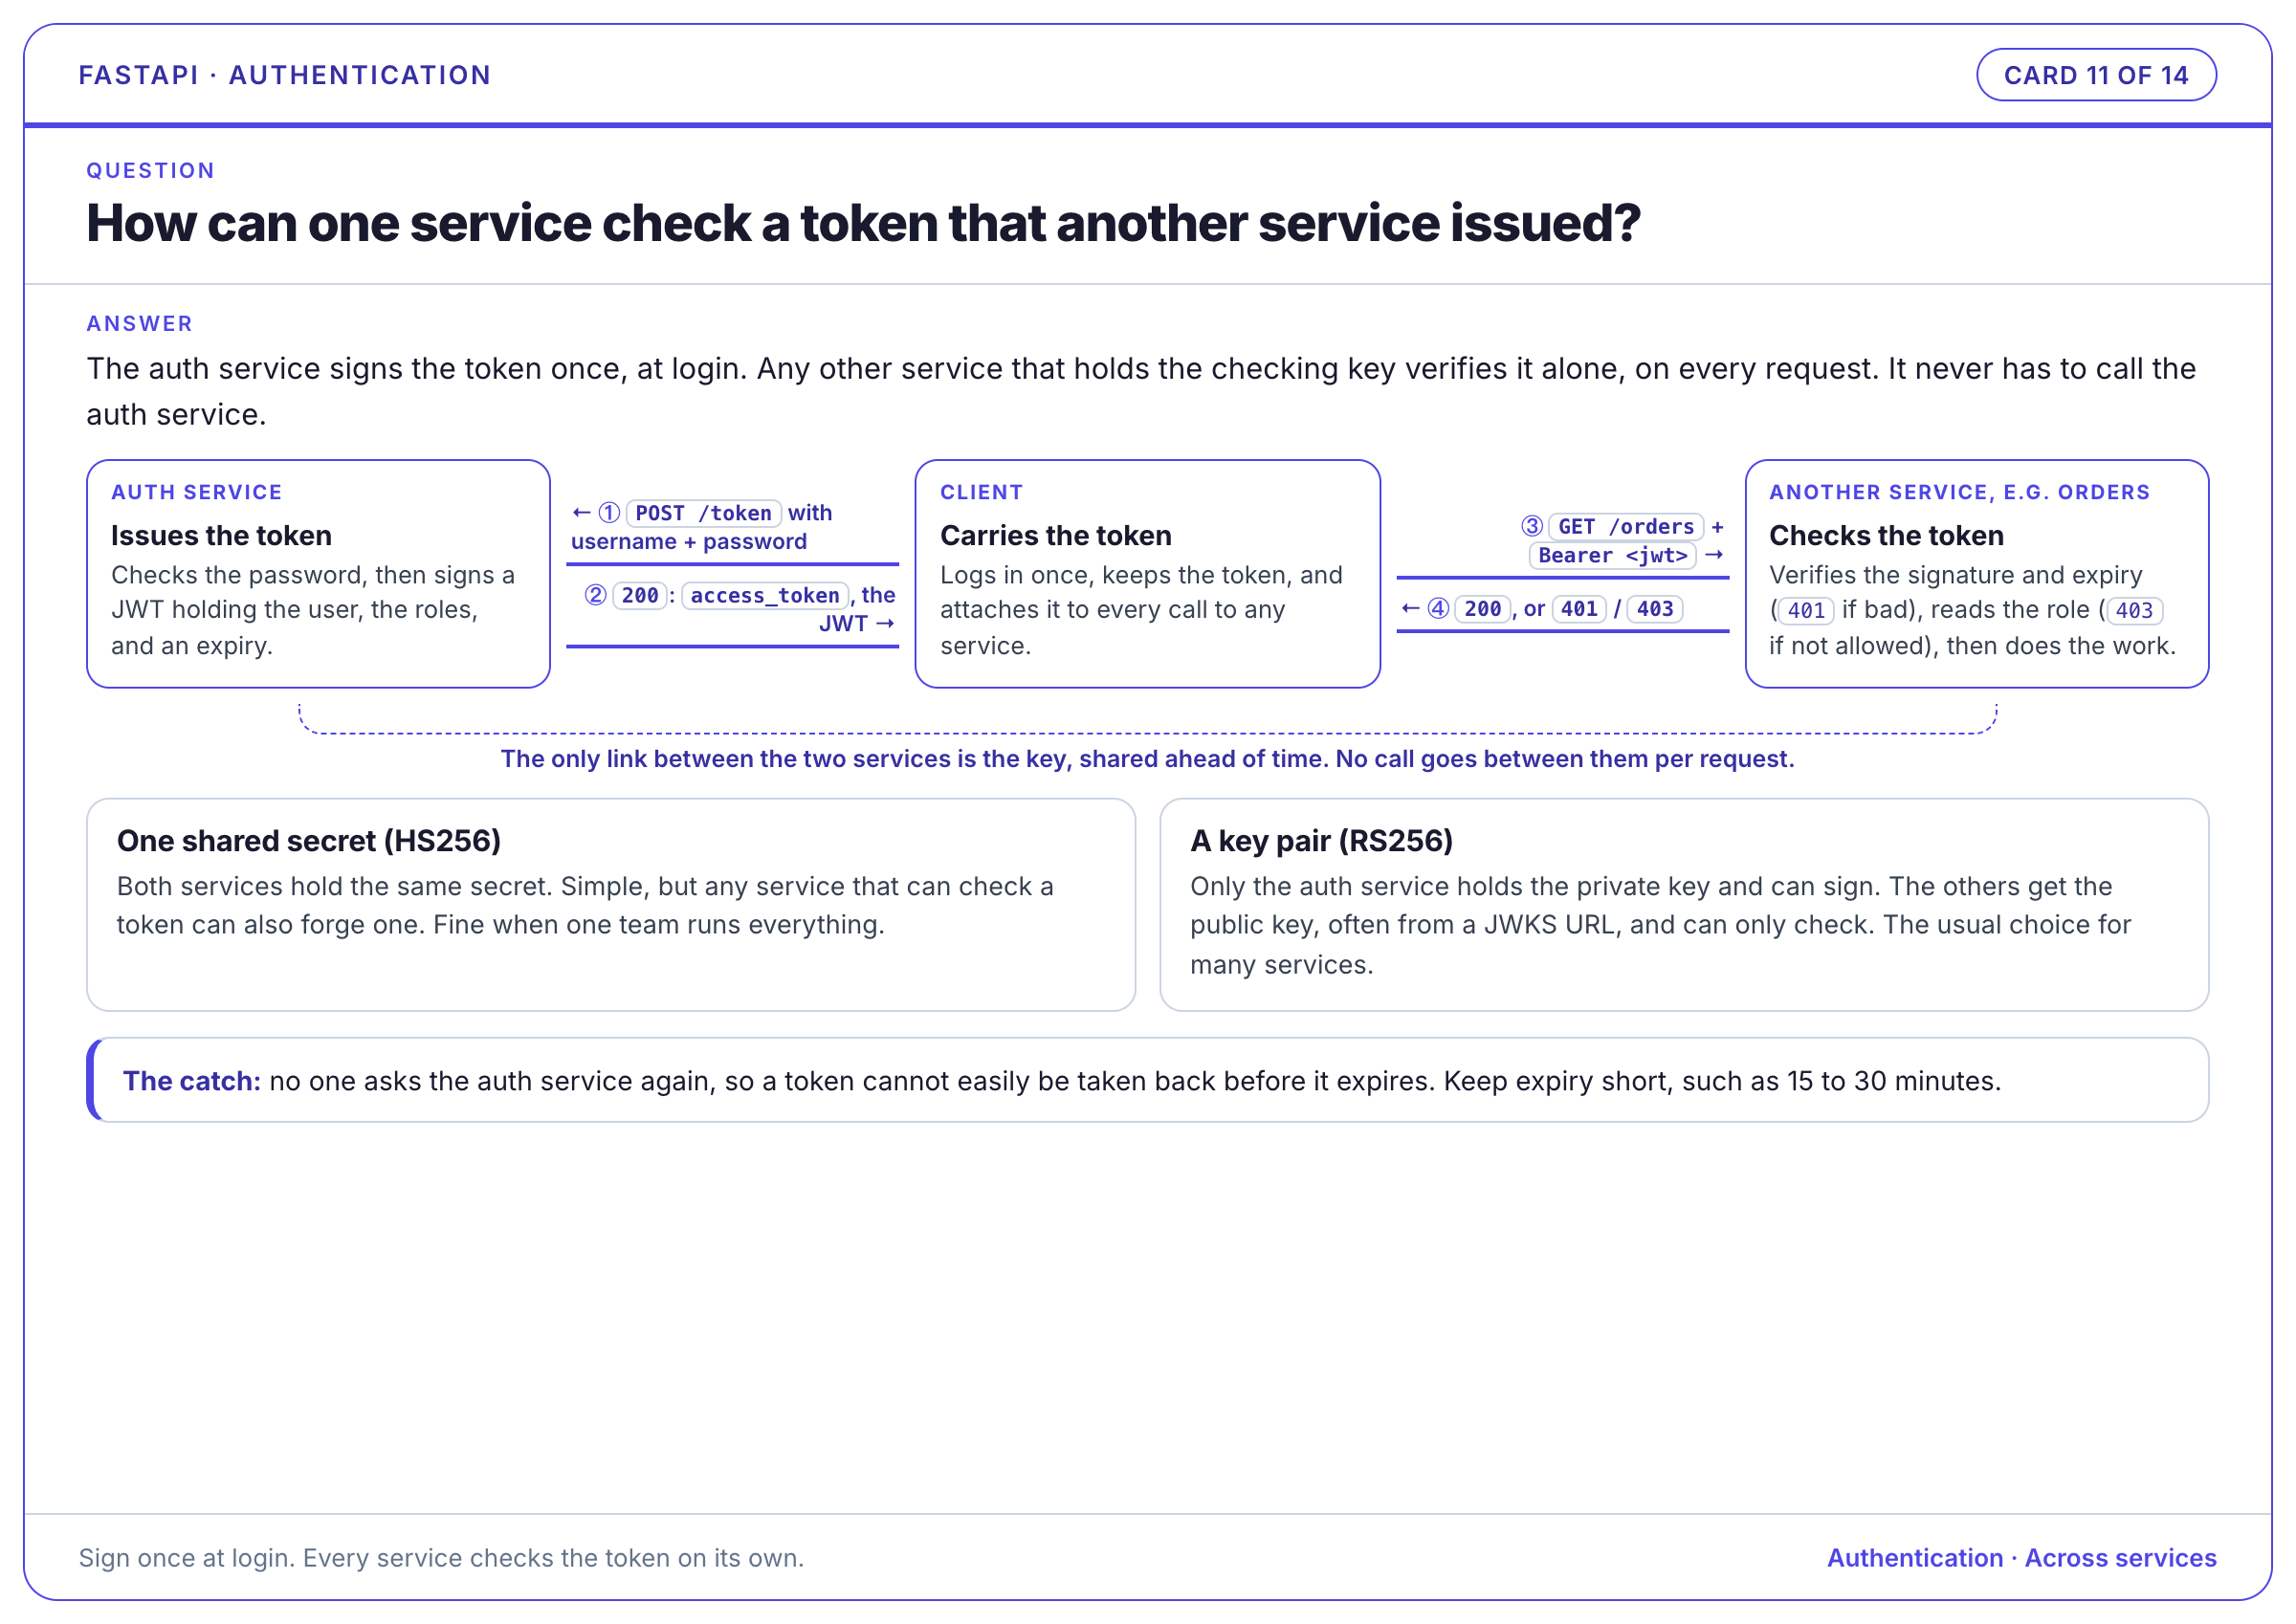 FASTAPI · AUTHENTICATION
CARD 11 OF 14
QUESTION
How can one service check a token that another service issued?
ANSWER
The auth service signs the token once, at login. Any other service that holds the checking key verifies it alone, on every request. It never has to call the
auth service.
AUTH SERVICE
Issues the token
Checks the password, then signs a
JWT holding the user, the roles,
and an expiry.
← ① POST /token with
username + password
② 200: access_token, the
JWT →
CLIENT
Carries the token
Logs in once, keeps the token, and
attaches it to every call to any
service.
③ GET /orders +
Bearer <jwt> →
← ④ 200, or 401 / 403
ANOTHER SERVICE, E.G. ORDERS
Checks the token
Verifies the signature and expiry
(401 if bad), reads the role (403
if not allowed), then does the work.
The only link between the two services is the key, shared ahead of time. No call goes between them per request.
One shared secret (HS256)
Both services hold the same secret. Simple, but any service that can check a
token can also forge one. Fine when one team runs everything.
A key pair (RS256)
Only the auth service holds the private key and can sign. The others get the
public key, often from a JWKS URL, and can only check. The usual choice for
many services.
The catch: no one asks the auth service again, so a token cannot easily be taken back before it expires. Keep expiry short, such as 15 to 30 minutes.
Sign once at login. Every service checks the token on its own.
Authentication · Across services